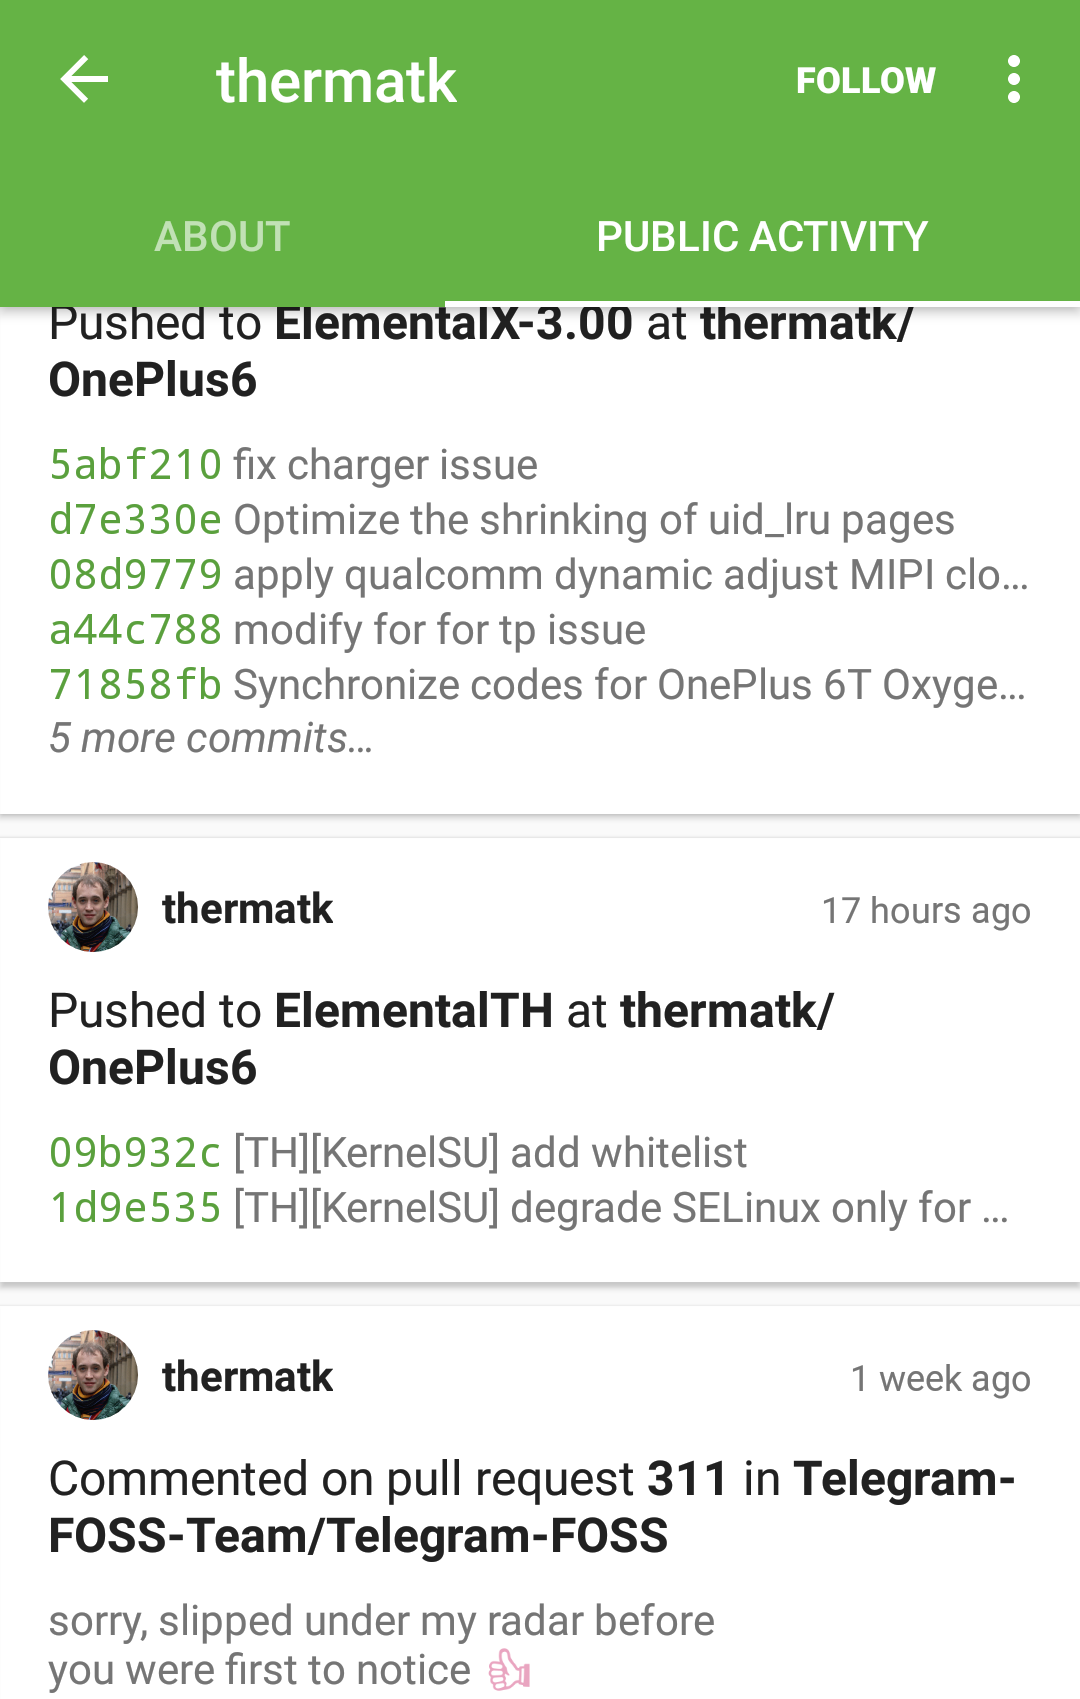 thermatk
FOLLOW
ABOUT
PUBLIC ACTIVITY
Pushed to ElementalX-3.00 at thermatk/
OnePlus6
5abf210 fix charger issue
d7e330e Optimize the shrinking of uid_lru pages
08d9779 apply qualcomm dynamic adjust MIPI clo...
a44c788 modify for for tp issue
71858fb Synchronize codes for OnePlus 6T Oxyge...
5 more commits...
thermatk
17 hours ago
Pushed to ElementalTH at thermatk/
OnePlus6
09b932c [TH][KernelSU] add whitelist
1d9e535 [TH][KernelSU] degrade SELinux only for ...
thermatk
1 week ago
Commented on pull request 311 in Telegram-
FOSS-Team/Telegram-FOSS
sorry, slipped under my radar before
you were first to notice 👍